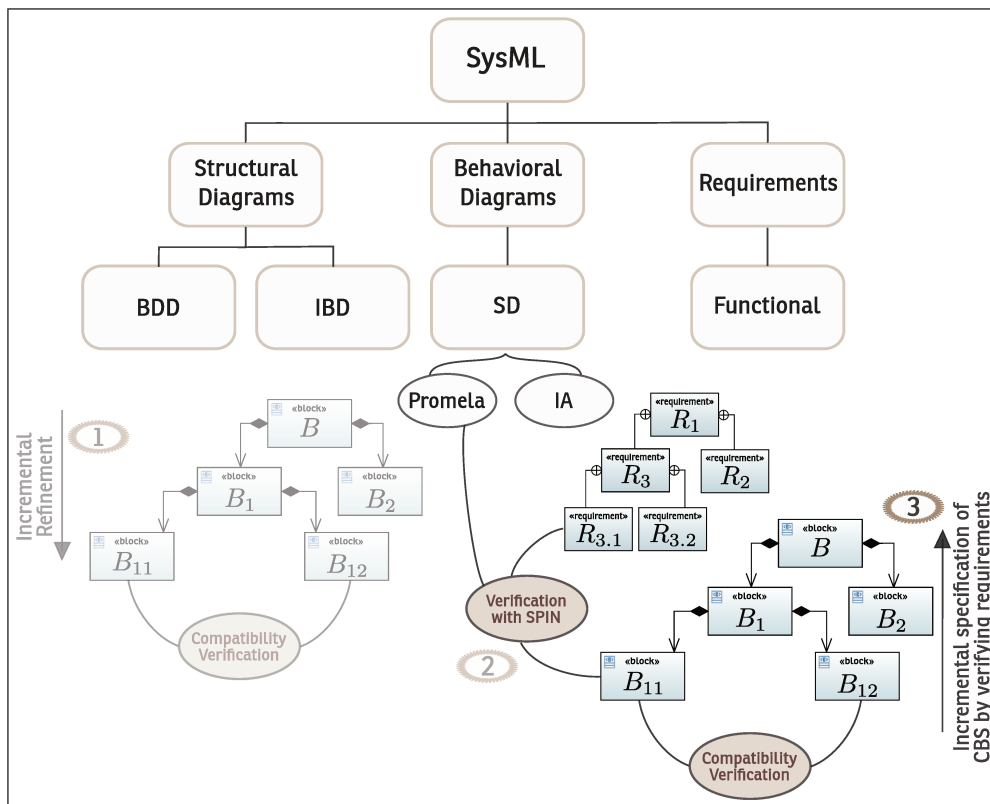 SysML
Structural
Diagrams
Behavioral
Diagrams
Requirements
BDD
IBD
SD
Functional
Promela
IA
Incremental
Refinement
1
«block»
B
«block»
B1
«block»
B2
«block»
B11
«block»
B12
Compatibility
Verification
«requirement»
R1
«requirement»
R3
«requirement»
R2
«requirement»
R3.1
«requirement»
R3.2
Verification
with SPIN
2
3
«block»
B
«block»
B1
«block»
B2
«block»
B11
«block»
B12
Compatibility
Verification
Incremental specification of
CBS by verifying requirements